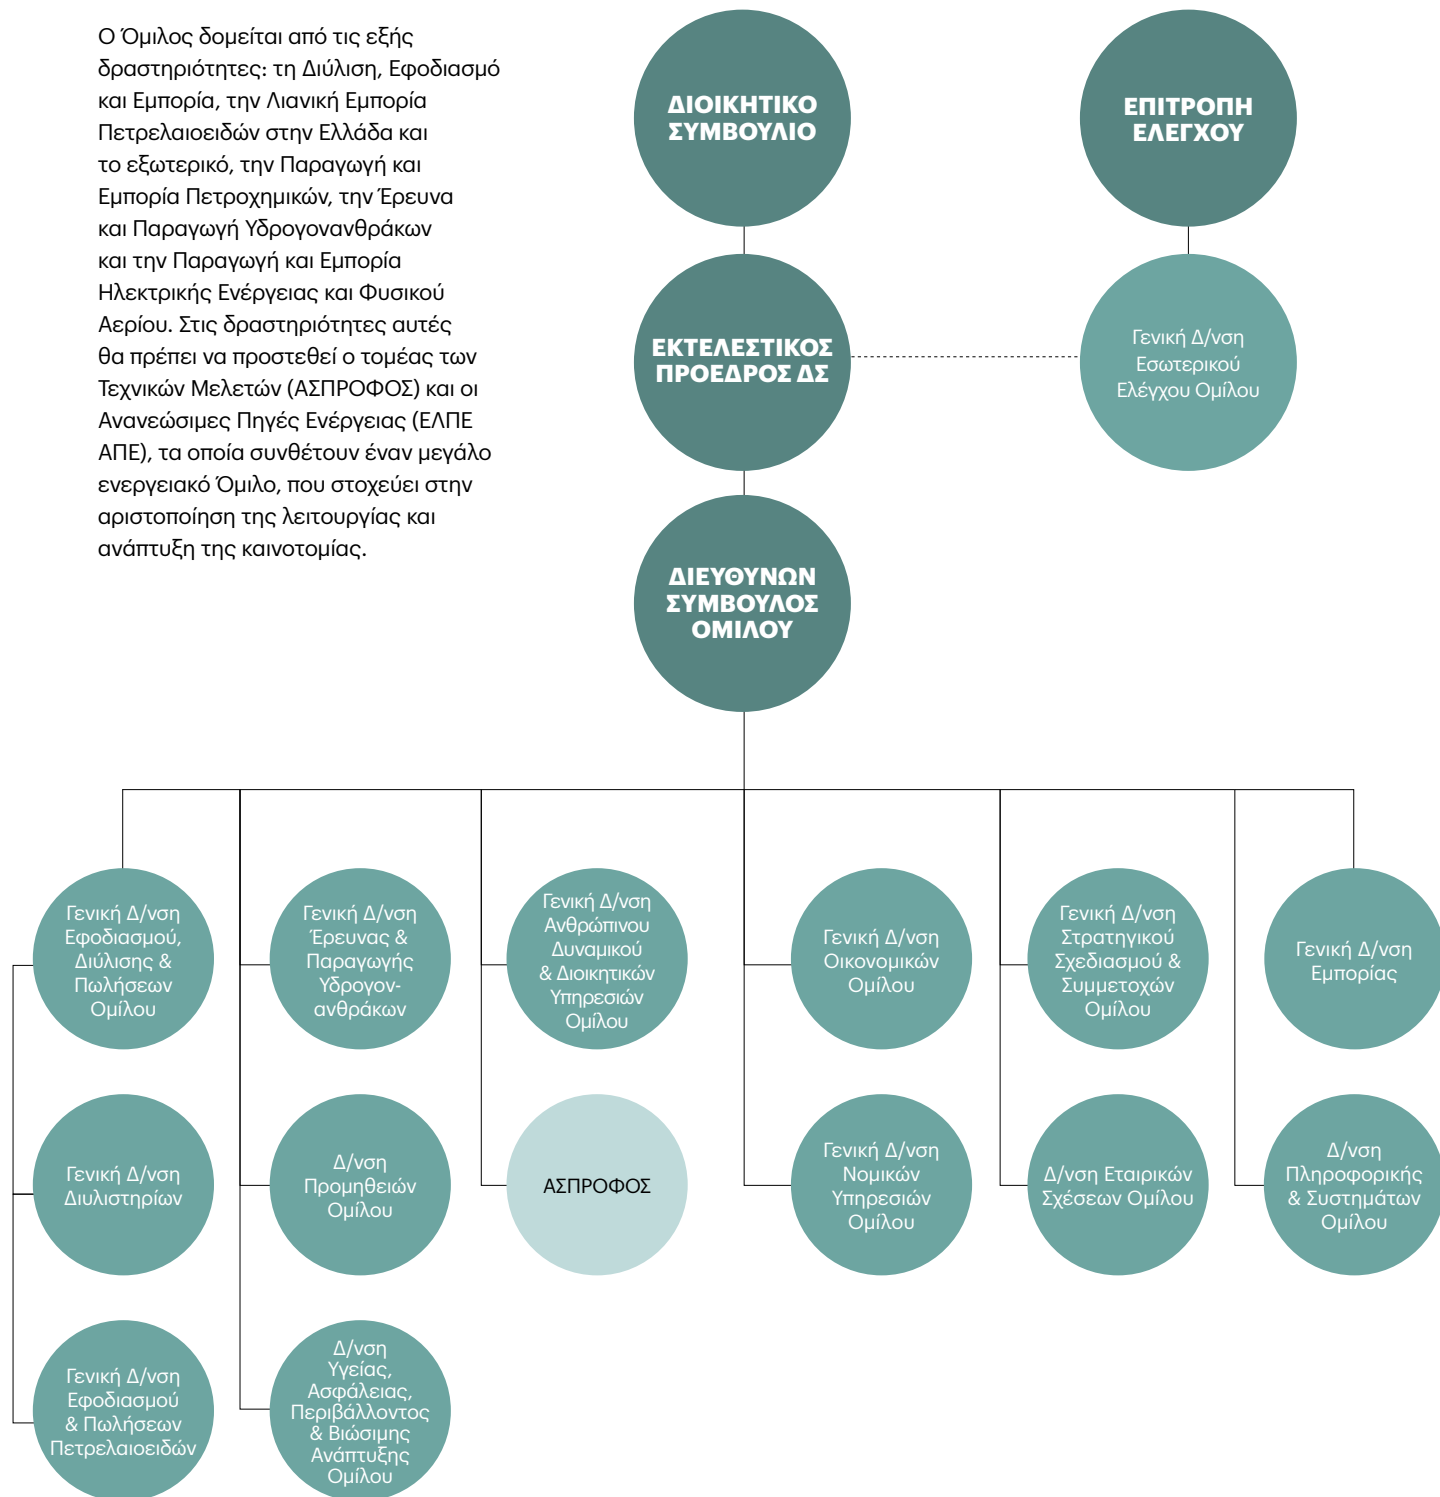 Ο Όμιλος δομείται από τις εξής
δραστηριότητες: τη Διύλιση, Εφοδιασμό
και Εμπορία, την Λιανική Εμπορία
Πετρελαιοειδών στην Ελλάδα και
το εξωτερικό, την Παραγωγή και
Εμπορία Πετροχημικών, την Έρευνα
και Παραγωγή Υδρογονανθράκων
και την Παραγωγή και Εμπορία
Ηλεκτρικής Ενέργειας και Φυσικού
Αερίου. Στις δραστηριότητες αυτές
θα πρέπει να προστεθεί ο τομέας των
Τεχνικών Μελετών (ΑΣΠΡΟΦΟΣ) και οι
Ανανεώσιμες Πηγές Ενέργειας (ΕΛΠΕ
ΑΠΕ), τα οποία συνθέτουν έναν μεγάλο
ενεργειακό Όμιλο, που στοχεύει στην
αριστοποίηση της λειτουργίας και
ανάπτυξη της καινοτομίας.
ΔΙΟΙΚΗΤΙΚΟ
ΣΥΜΒΟΥΛΙΟ
ΕΠΙΤΡΟΠΗ
ΕΛΕΓΧΟΥ
ΕΚΤΕΛΕΣΤΙΚΟΣ
ΠΡΟΕΔΡΟΣ ΔΣ
Γενική Δ/νση
Εσωτερικού
Ελέγχου Ομίλου
ΔΙΕΥΘΥΝΩΝ
ΣΥΜΒΟΥΛΟΣ
ΟΜΙΛΟΥ
Γενική Δ/νση
Εφοδιασμού,
Διύλισης &
Πωλήσεων
Ομίλου
Γενική Δ/νση
Έρευνας &
Παραγωγής
Υδρογον-
ανθράκων
Γενική Δ/νση
Ανθρώπινου
Δυναμικού
& Διοικητικών
Υπηρεσιών
Ομίλου
Γενική Δ/νση
Οικονομικών
Ομίλου
Γενική Δ/νση
Στρατηγικού
Σχεδιασμού &
Συμμετοχών
Ομίλου
Γενική Δ/νση
Εμπορίας
Γενική Δ/νση
Διυλιστηρίων
Δ/νση
Προμηθειών
Ομίλου
ΑΣΠΡΟΦΟΣ
Γενική Δ/νση
Νομικών
Υπηρεσιών
Ομίλου
Δ/νση Εταιρικών
Σχέσεων Ομίλου
Δ/νση
Πληροφορικής
& Συστημάτων
Ομίλου
Γενική Δ/νση
Εφοδιασμού
& Πωλήσεων
Πετρελαιοειδών
Δ/νση
Υγείας,
Ασφάλειας,
Περιβάλλοντος
& Βιώσιμης
Ανάπτυξης
Ομίλου